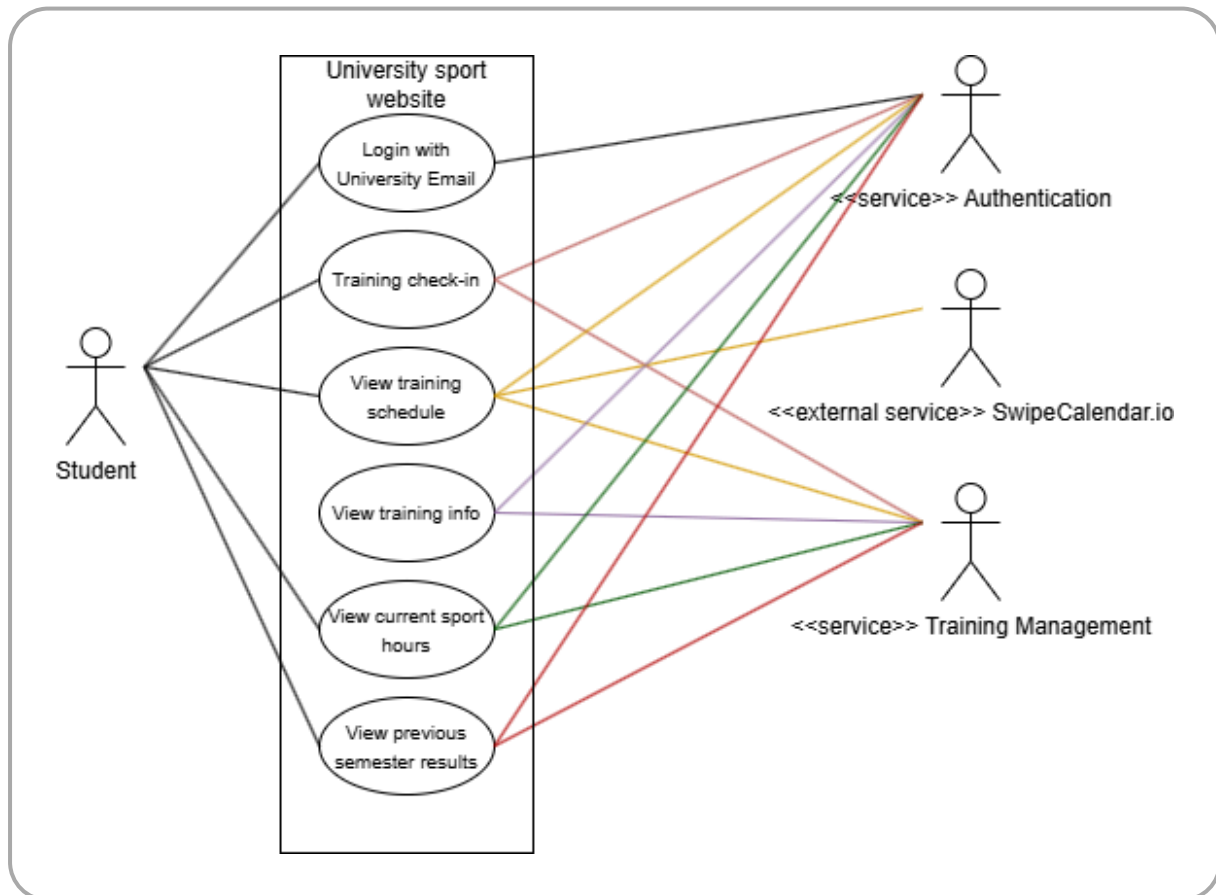 University sport
website
Login with
University Email
<<service>> Authentication
Training check-in
View training
schedule
<<external service>> SwipeCalendar.io
Student
View training info
View current sport
hours
<<service>> Training Management
View previous
semester results